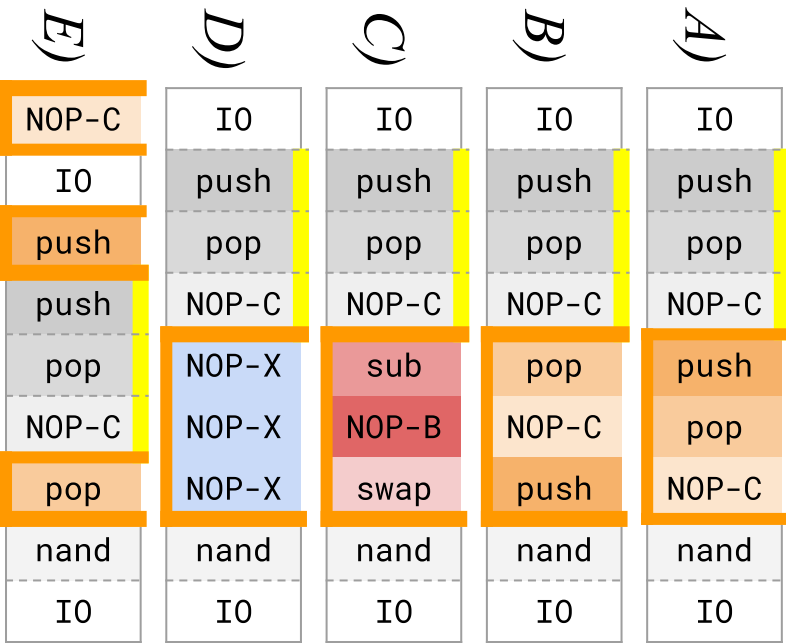 E)
NOP-C
IO
push
push
pop
NOP-C
pop
nand
IO
D)
IO
push
pop
NOP-C
NOP-X
NOP-X
NOP-X
nand
IO
C)
IO
push
pop
NOP-C
sub
NOP-B
swap
nand
IO
B)
IO
push
pop
NOP-C
pop
NOP-C
push
nand
IO
A)
IO
push
pop
NOP-C
push
pop
NOP-C
nand
IO